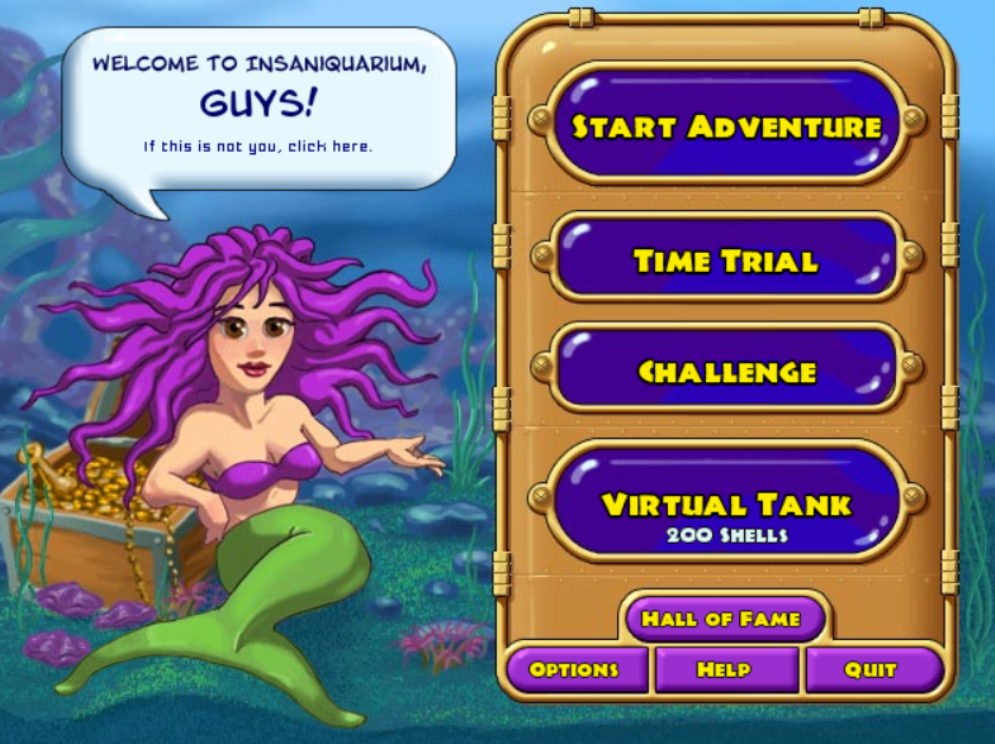 WELCOME TO INSANIQUARIUM,
GUYS!
If this is not you, click here.
START ADVENTURE
TIME TRIAL
CHALLENGE
VIRTUAL TANK
200 SHELLS
HALL OF FAME
OPTIONS
HELP
QUIT